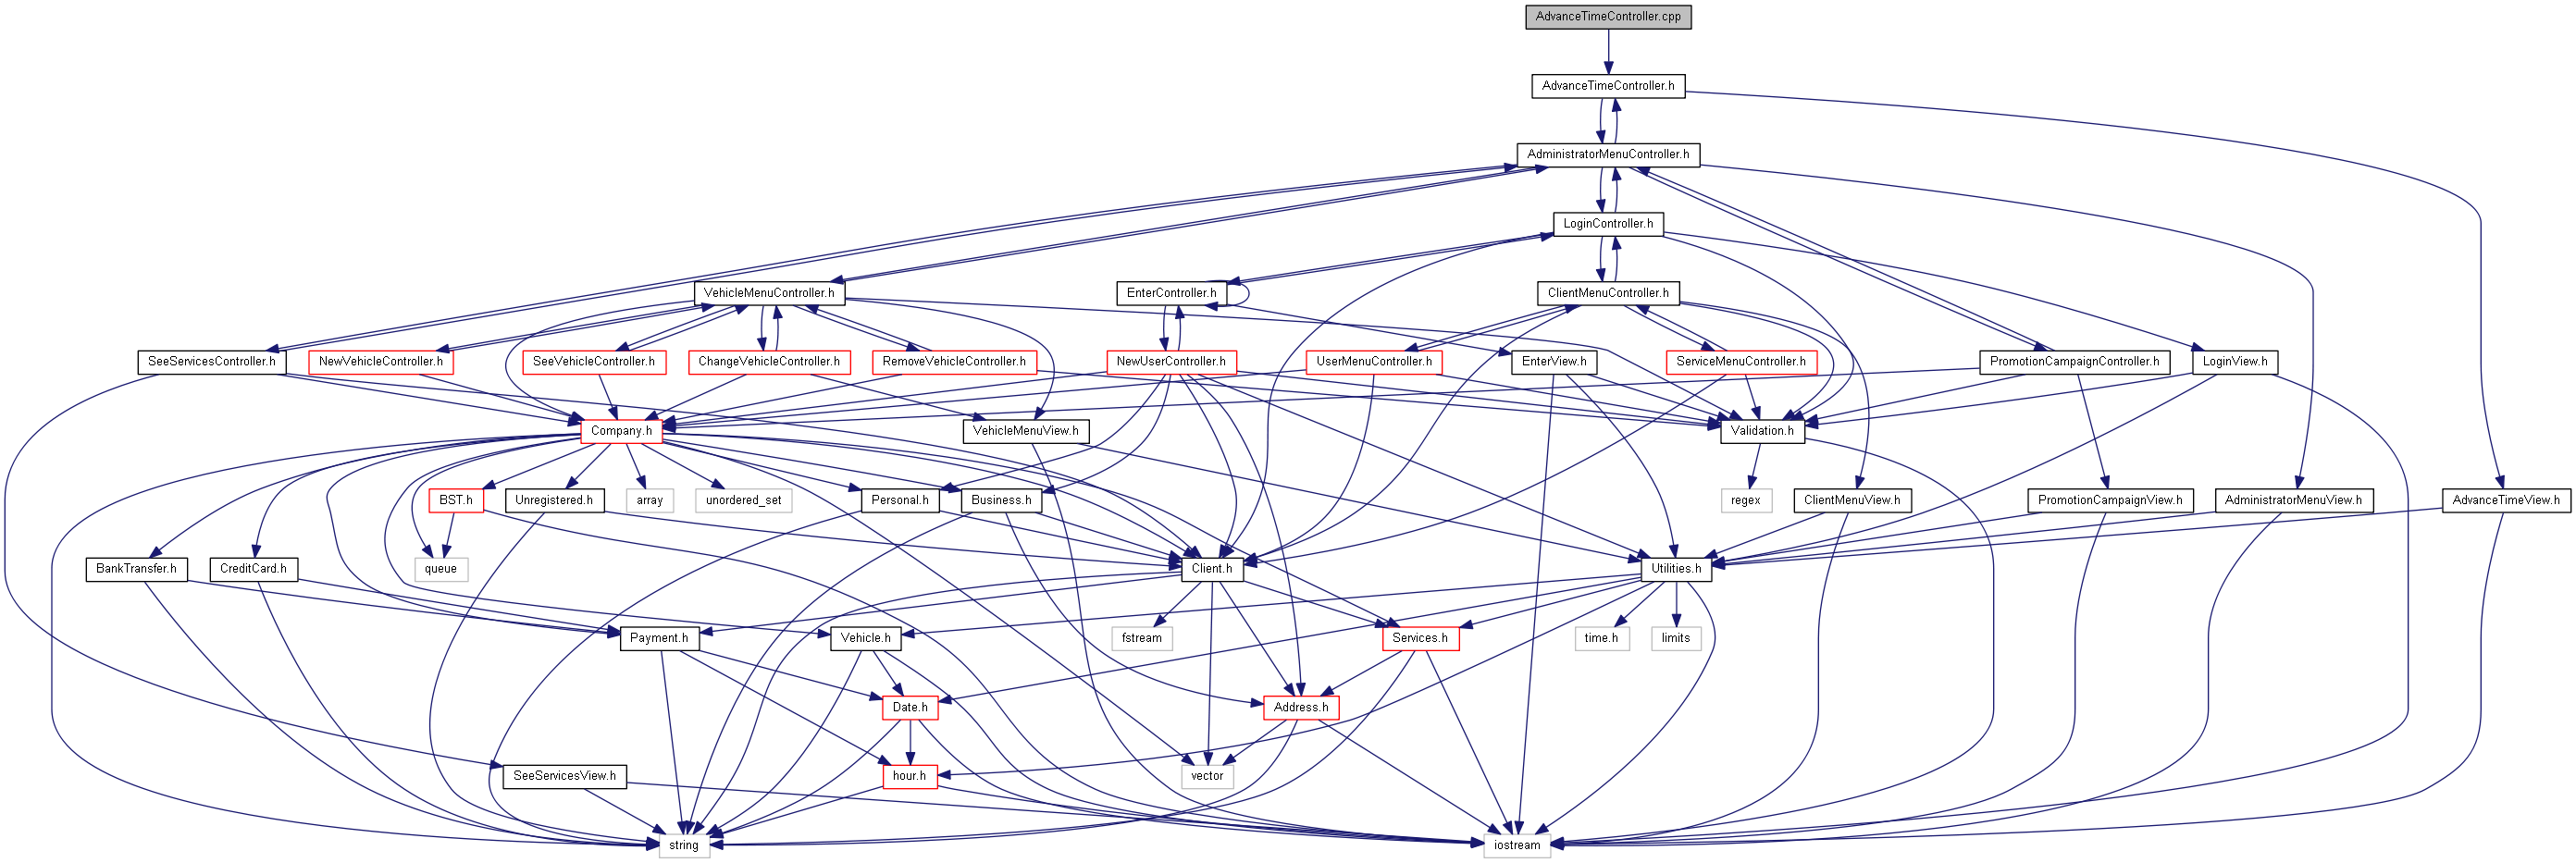 AdvanceTimeController.cpp
AdvanceTimeController.h
AdministratorMenuController.h
LoginController.h
VehicleMenuController.h
EnterController.h
ClientMenuController.h
SeeServicesController.h
NewVehicleController.h
SeeVehicleController.h
ChangeVehicleController.h
RemoveVehicleController.h
NewUserController.h
UserMenuController.h
EnterView.h
ServiceMenuController.h
PromotionCampaignController.h
LoginView.h
Company.h
VehicleMenuView.h
Validation.h
BST.h
Unregistered.h
array
unordered_set
Personal.h
Business.h
regex
ClientMenuView.h
PromotionCampaignView.h
AdministratorMenuView.h
AdvanceTimeView.h
BankTransfer.h
CreditCard.h
queue
Client.h
Utilities.h
Payment.h
Vehicle.h
fstream
Services.h
time.h
limits
Date.h
Address.h
SeeServicesView.h
hour.h
vector
string
iostream